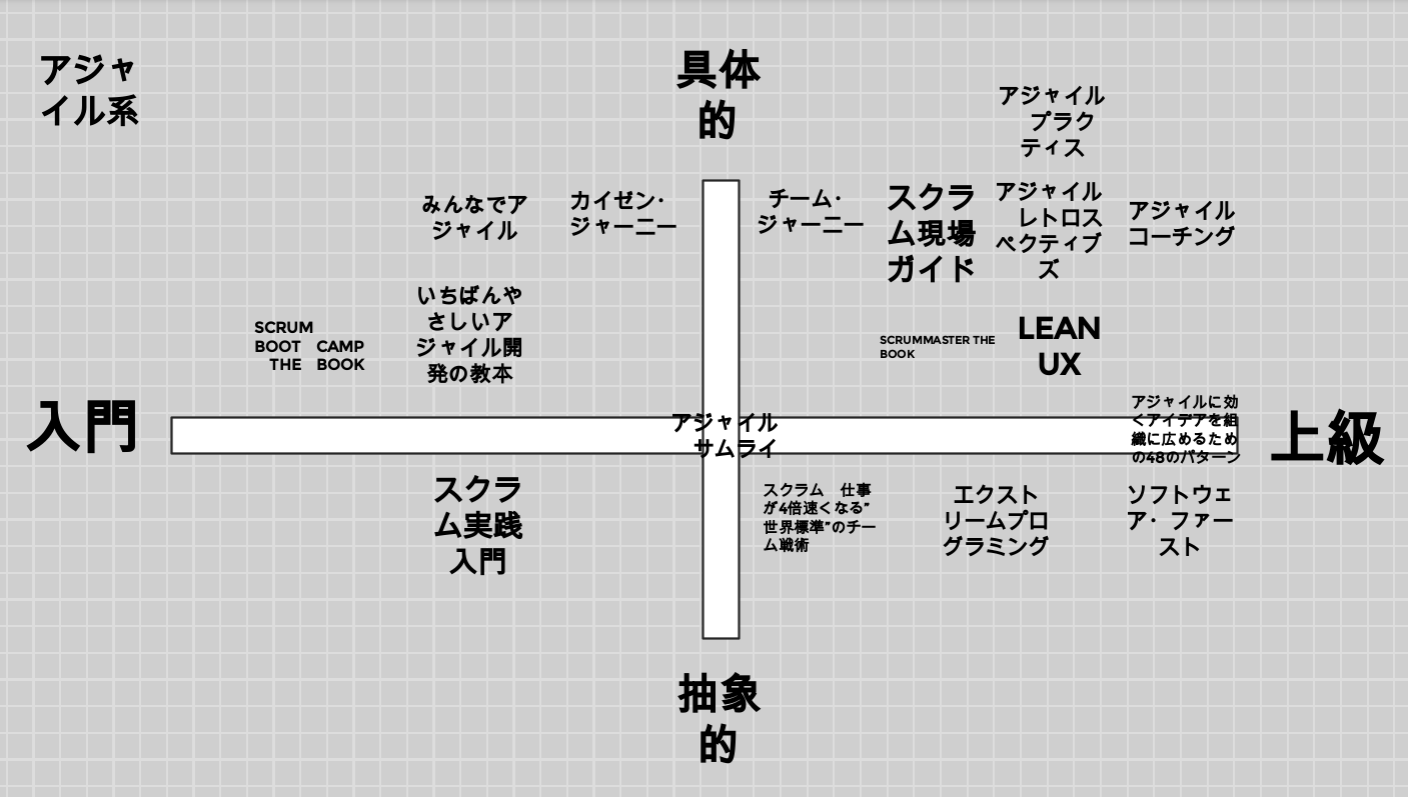 アジャ
イル系
具体
的
アジャイル
プラク
ティス
みんなでア
ジャイル
カイゼン・
ジャーニー
チーム・
ジャーニー
スクラ
ム現場
ガイド
アジャイル
レトロス
ペクティブ
ズ
アジャイル
コーチング
SCRUM
BOOT CAMP
THE BOOK
いちばんや
さしいア
ジャイル開
発の教本
SCRUMMASTER THE
BOOK
LEAN
UX
入門
アジャイル
サムライ
アジャイルに効
くアイデアを組
織に広めるため
の48のパターン
上級
スクラ
ム実践
入門
スクラム 仕事
が4倍速くなる”
世界標準”のチー
ム戦術
エクスト
リームプロ
グラミング
ソフトウェ
ア・ファー
スト
抽象
的